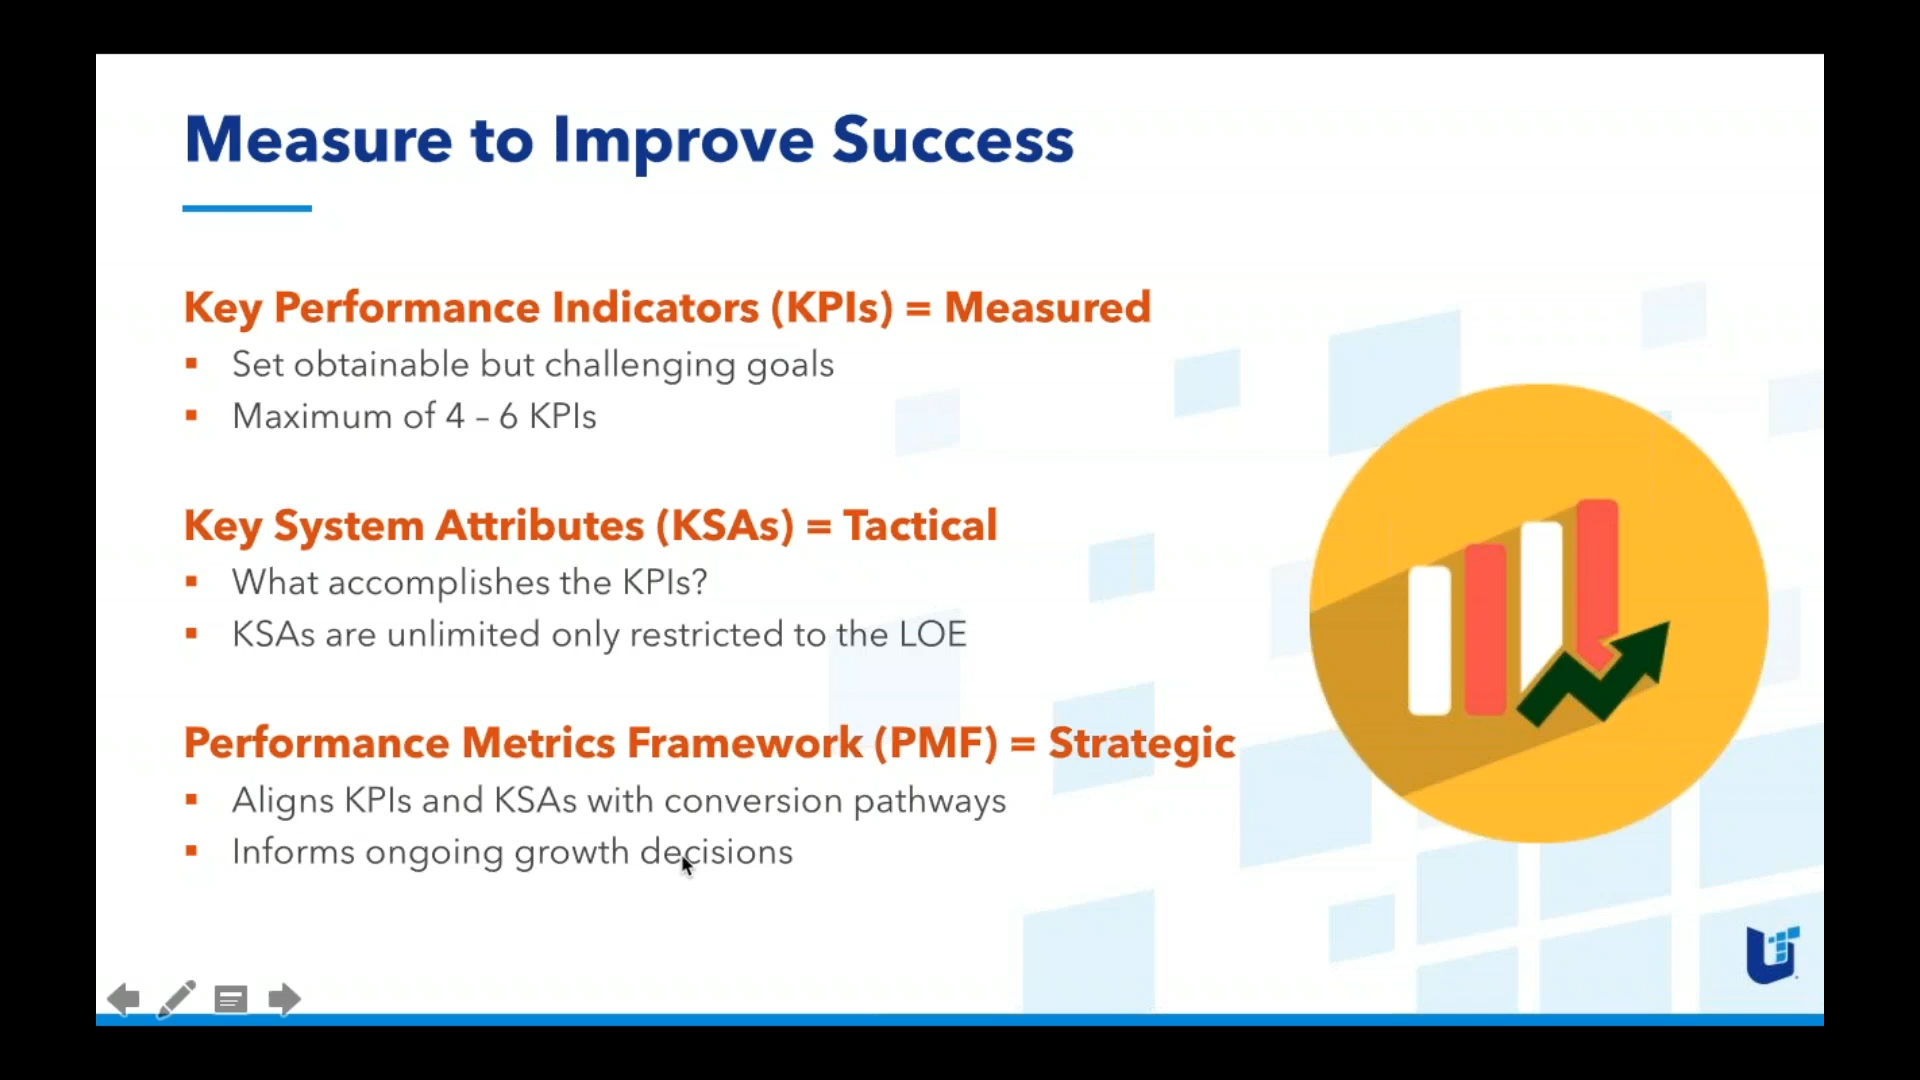 Measure to Improve Success
Key Performance Indicators (KPIs) = Measured
▪ Set obtainable but challenging goals
▪ Maximum of 4 – 6 KPIs
Key System Attributes (KSAs) = Tactical
▪ What accomplishes the KPIs?
▪ KSAs are unlimited only restricted to the LOE
Performance Metrics Framework (PMF) = Strategic
▪ Aligns KPIs and KSAs with conversion pathways
▪ Informs ongoing growth decisions